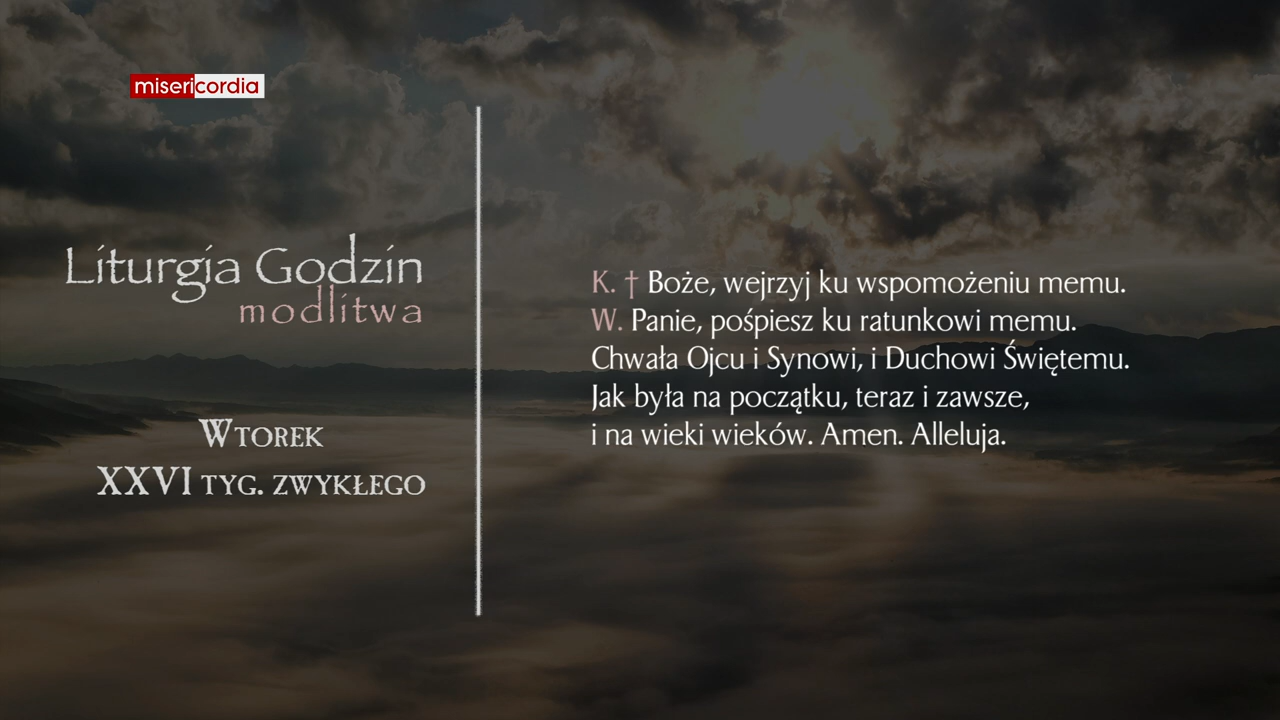 misericordia
Liturgia Godzin
modlitwa
Wtorek
XXVI tyg. zwykłego
K. † Boże, wejrzyj ku wspomożeniu memu.
W. Panie, pośpiesz ku ratunkowi memu.
Chwała Ojcu i Synowi, i Duchowi Świętemu.
Jak była na początku, teraz i zawsze,
i na wieki wieków. Amen. Alleluja.